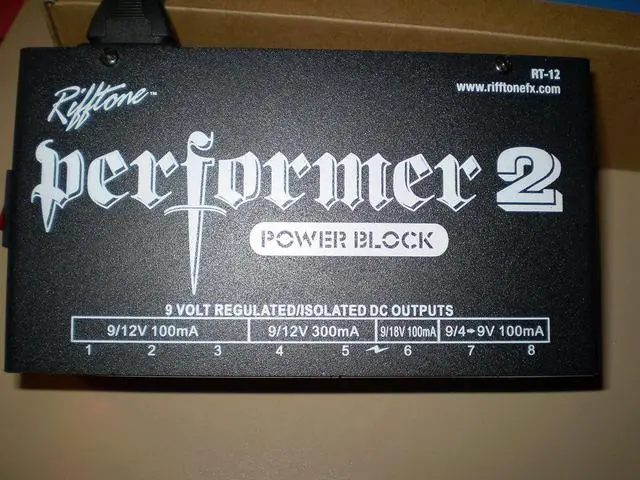 RT-12
www.rifftonefx.com
Rifftone™
performer 2
POWER BLOCK
9 VOLT REGULATED/ISOLATED DC OUTPUTS
9/12V 100mA 9/12V 300mA 9/18V 100mA 9/4➡9V 100mA
1 2 3 4 5 6 7 8